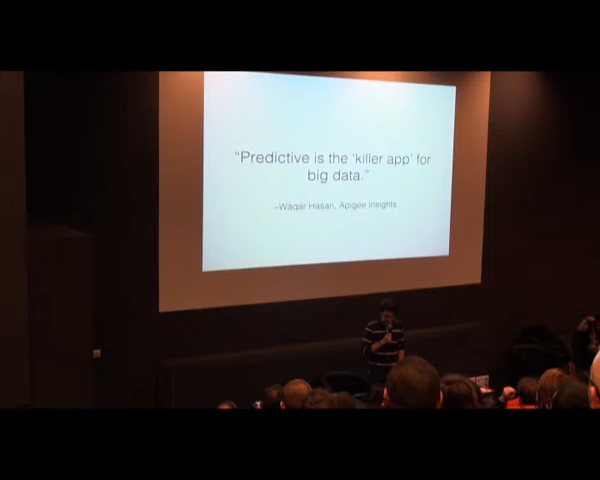 “Predictive is the ‘killer app’ for
big data.”
–Waqar Hasan, Apigee Insights